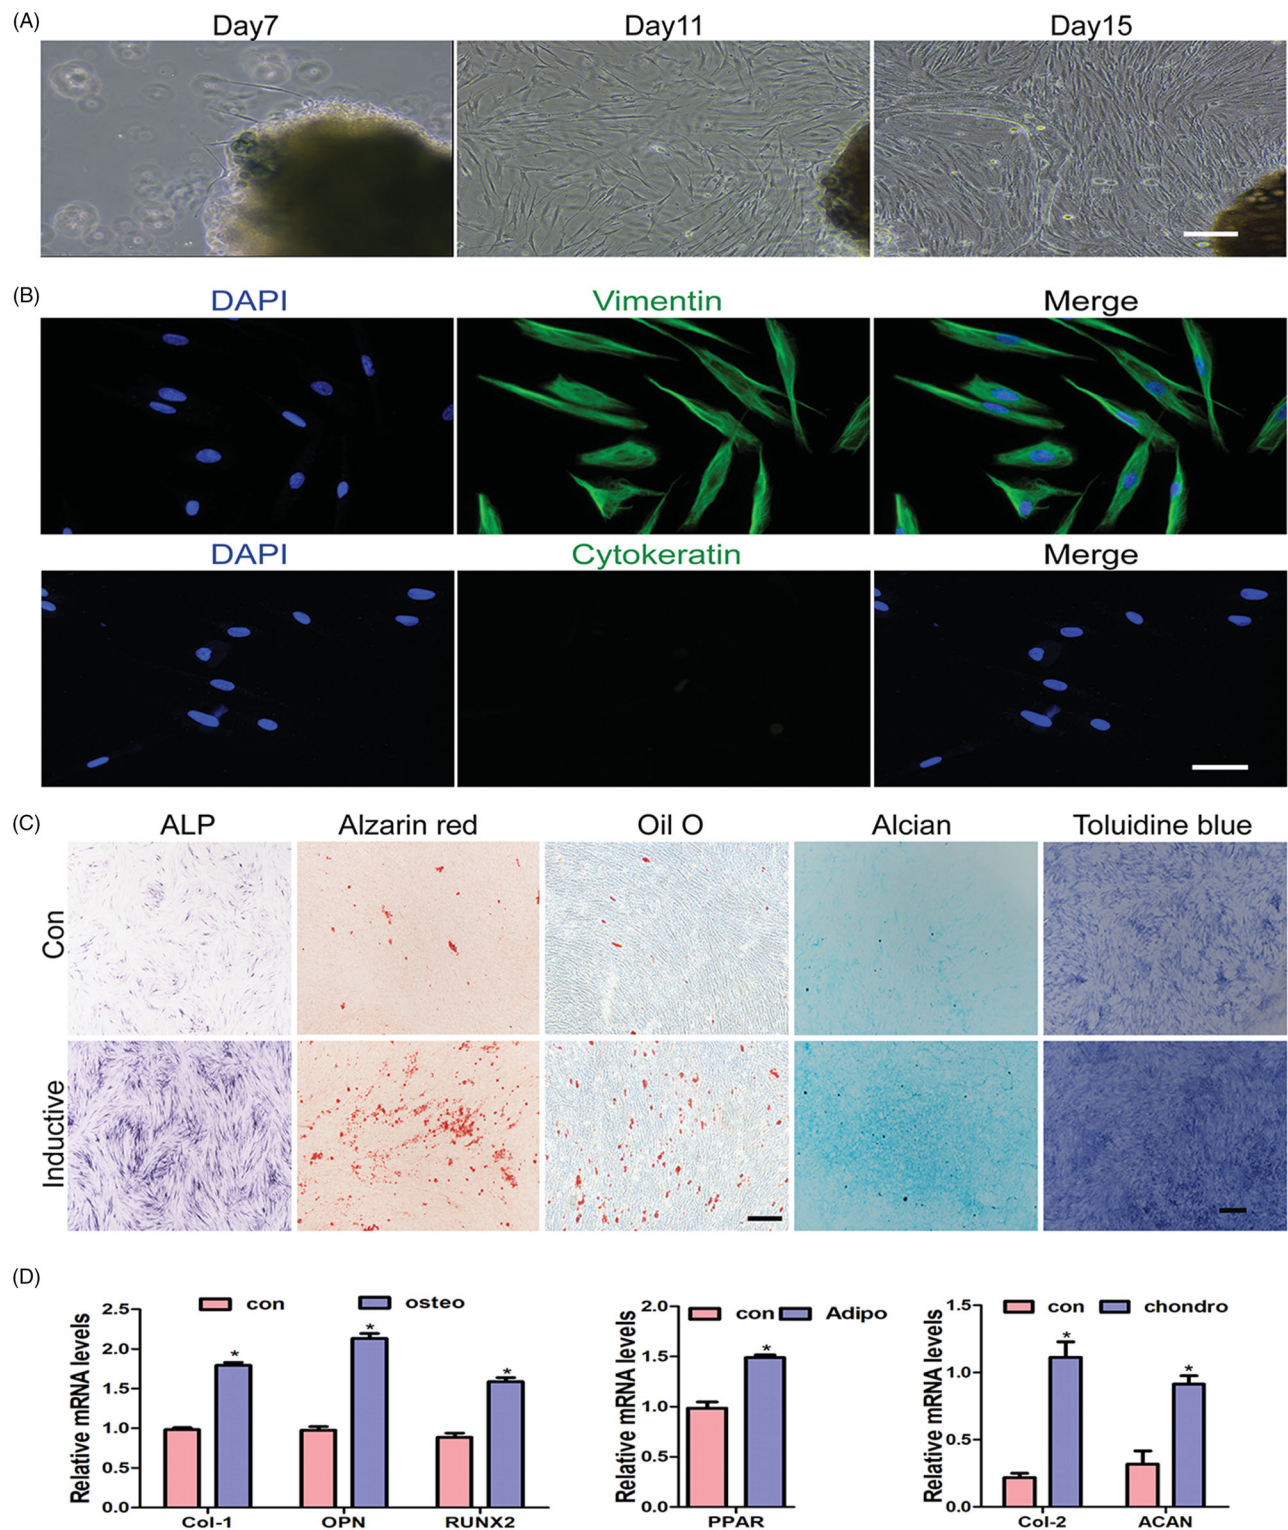 (A)
Day7 Day11 Day15
(B)
DAPI Vimentin Merge
DAPI Cytokeratin Merge
(C)
ALP Alzarin red Oil O Alcian Toluidine blue
Con
Inductive
(D)
con osteo
Relative mRNA levels
2.5
2.0
1.5
1.0
0.5
0.0
* * *
Col-1 OPN RUNX2
con Adipo
Relative mRNA levels
2.0
1.5
1.0
0.5
0.0
*
PPAR
con chondro
Relative mRNA levels
1.5
1.0
0.5
0.0
* *
Col-2 ACAN